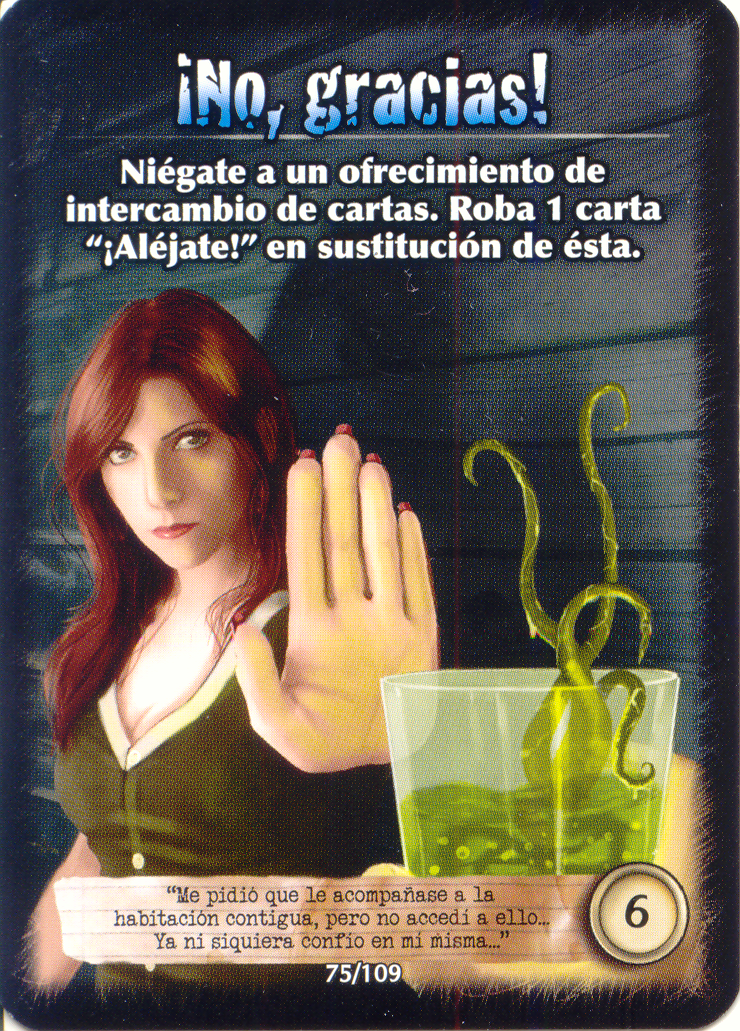 ¡No, gracias!
Niégate a un ofrecimiento de
intercambio de cartas. Roba 1 carta
“¡Aléjate!” en sustitución de ésta.
“Me pidió que le acompañase a la
habitación contigua, pero no accedí a ello...
Ya ni siquiera confío en mí misma...”
6
75/109